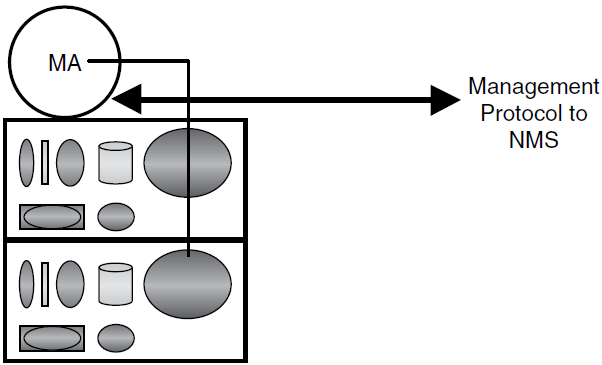 MA
Management
Protocol to
NMS